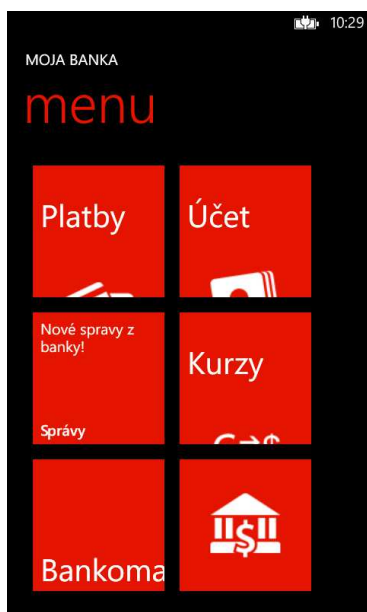 10:29
MOJA BANKA
menu
Platby
Účet
Nové spravy z
banky!
Správy
Kurzy
Bankoma